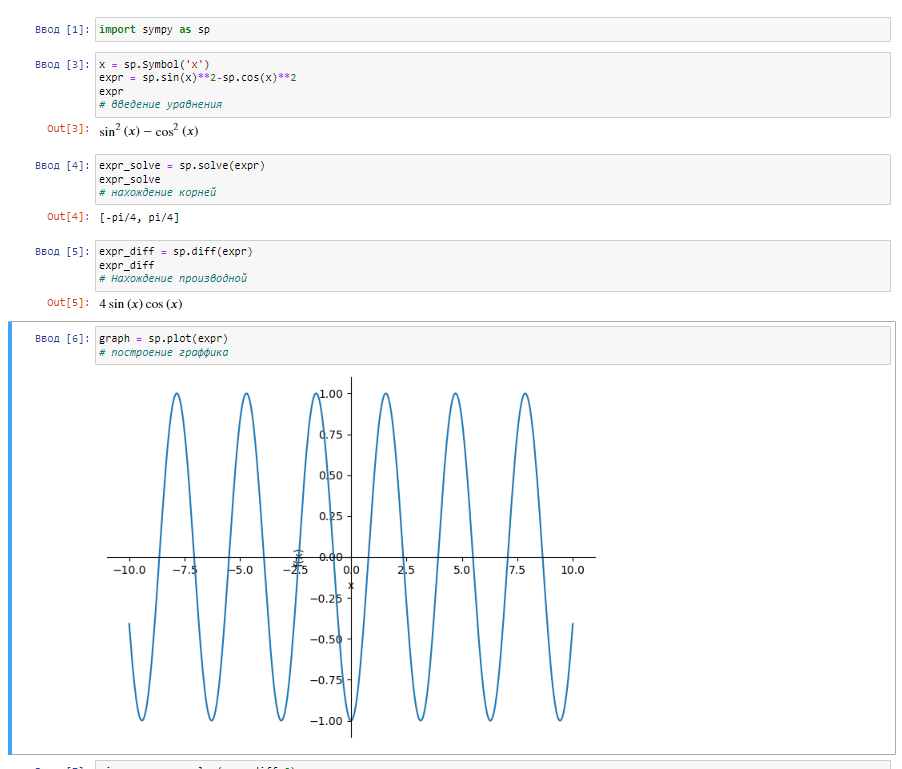 Ввод [1]: import sympy as sp
Ввод [3]: x = sp.Symbol('x')
expr = sp.sin(x)**2-sp.cos(x)**2
expr
# введение уравнения
Out[3]: sin² (x) − cos² (x)
Ввод [4]: expr_solve = sp.solve(expr)
expr_solve
# нахождение корней
Out[4]: [-pi/4, pi/4]
Ввод [5]: expr_diff = sp.diff(expr)
expr_diff
# Нахождение производной
Out[5]: 4 sin (x) cos (x)
Ввод [6]: graph = sp.plot(expr)
# построение граффика
1.00
0.75
0.50
0.25
f(x)
0.00
−10.0 −7.5 −5.0 −2.5 0.0 2.5 5.0 7.5 10.0
x
−0.25
−0.50
−0.75
−1.00